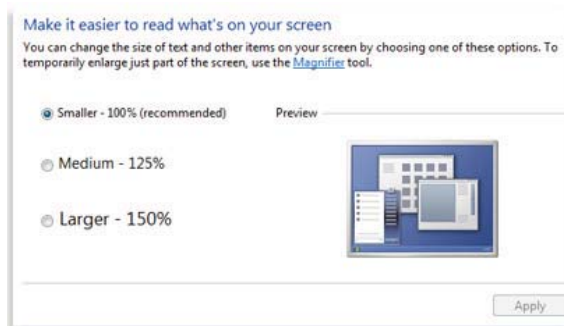 Make it easier to read what's on your screen
You can change the size of text and other items on your screen by choosing one of these options. To
temporarily enlarge just part of the screen, use the Magnifier tool.
Smaller - 100% (recommended)
Preview
Medium - 125%
Larger - 150%
Apply